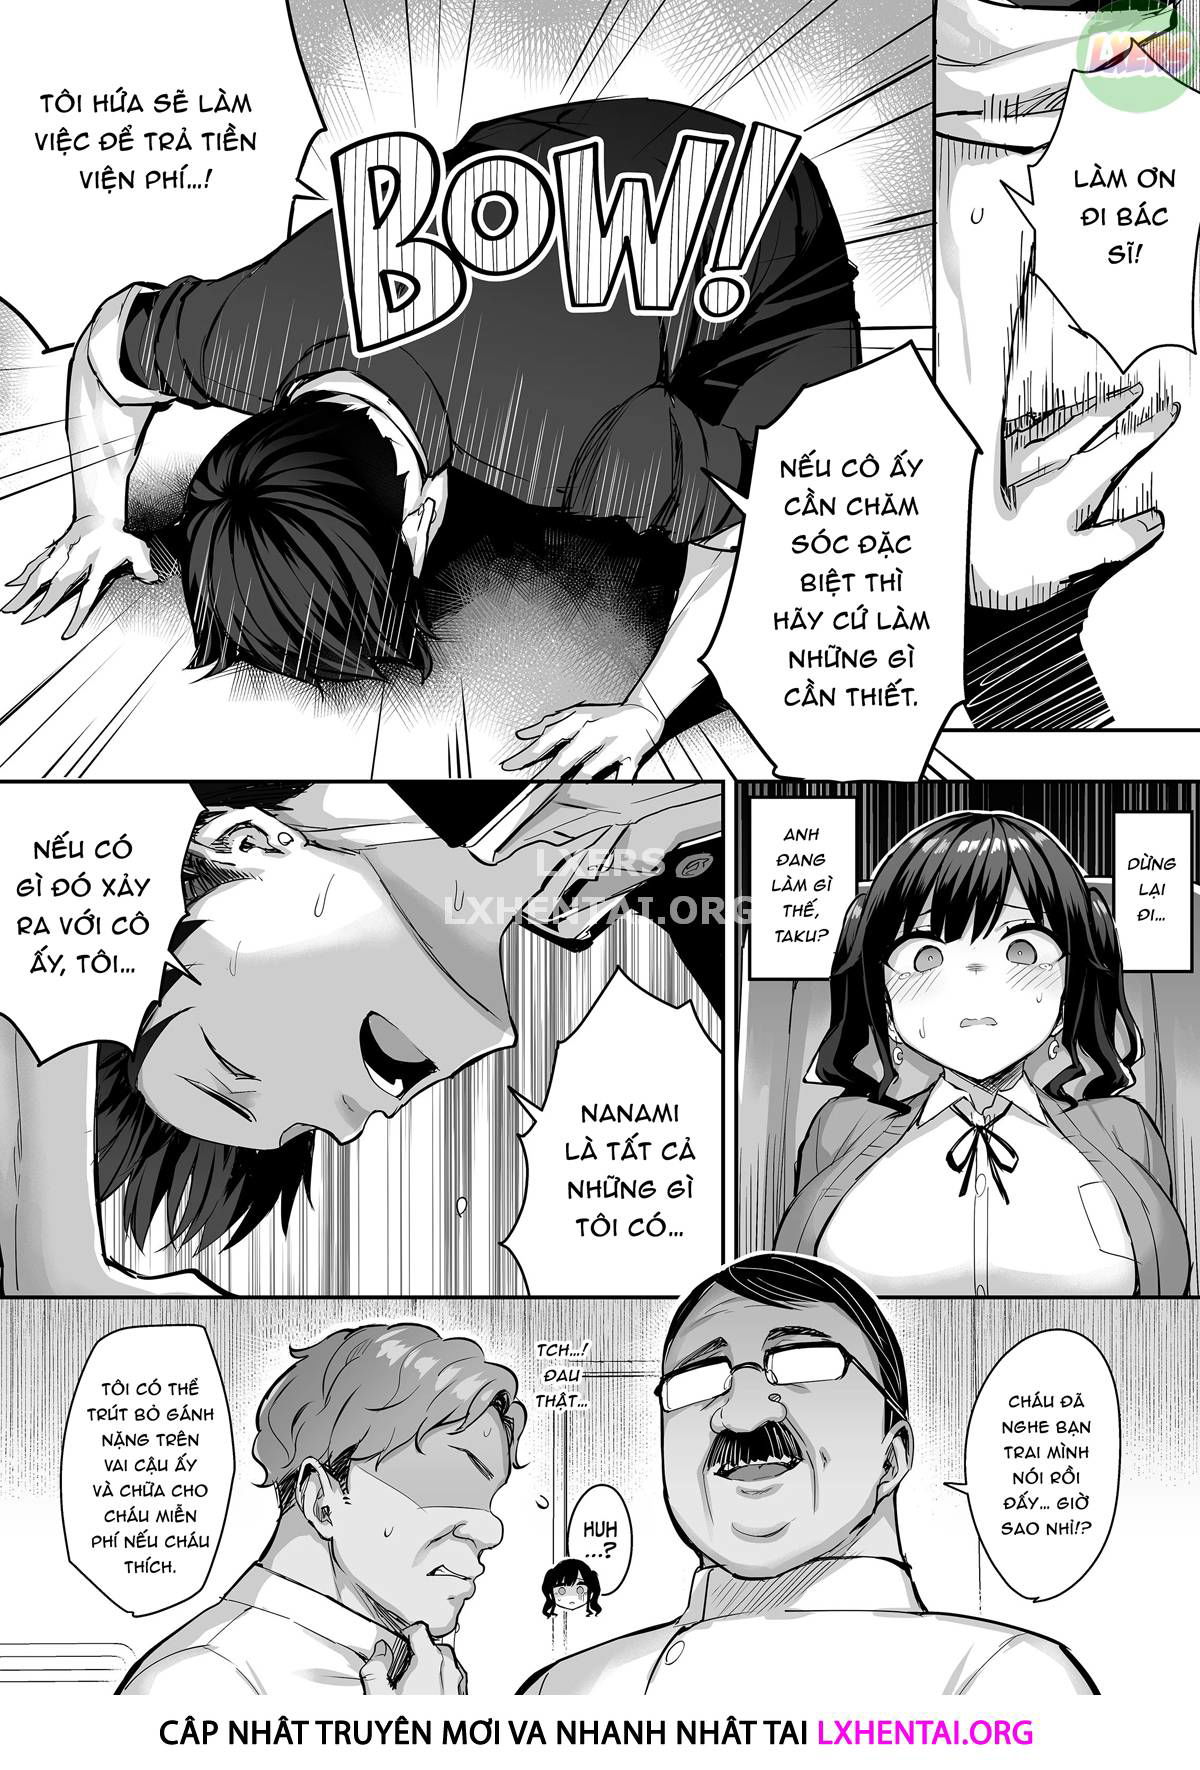 LXERS
LÀM ƠN
ĐI BÁC
SĨ!
TÔI HỨA SẼ LÀM
VIỆC ĐỂ TRẢ TIỀN
VIỆN PHÍ...!
BOW!
NẾU CÔ ẤY
CẦN CHĂM
SÓC ĐẶC
BIỆT THÌ
HÃY CỨ LÀM
NHỮNG GÌ
CẦN THIẾT.
DỪNG
LẠI
ĐI...
ANH
ĐANG
LÀM GÌ
THẾ,
TAKU?
LXERS
LXHENTAI.ORG
NẾU CÓ
GÌ ĐÓ XẢY
RA VỚI CÔ
ẤY, TÔI...
NANAMI
LÀ TẤT CẢ
NHỮNG GÌ
TÔI CÓ...
CHÁU ĐÃ
NGHE BẠN
TRAI MÌNH
NÓI RỒI
ĐẤY... GIỜ
SAO NHỈ!?
TCH...!
ĐAU
THẬT...
HUH
...?
TÔI CÓ THỂ
TRÚT BỎ GÁNH
NẶNG TRÊN
VAI CẬU ẤY
VÀ CHỮA CHO
CHÁU MIỄN
PHÍ NẾU CHÁU
THÍCH.
CẬP NHẬT TRUYỆN MỚI VÀ NHANH NHẤT TẠI LXHENTAI.ORG